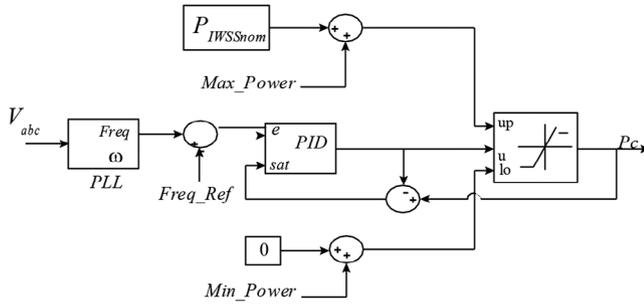 P_IWSSnom
+
+
Max_Power
V_abc
Freq
ω
PLL
+
Freq_Ref
e
PID
sat
-
+
up
u
lo
Pc
0
+
+
Min_Power